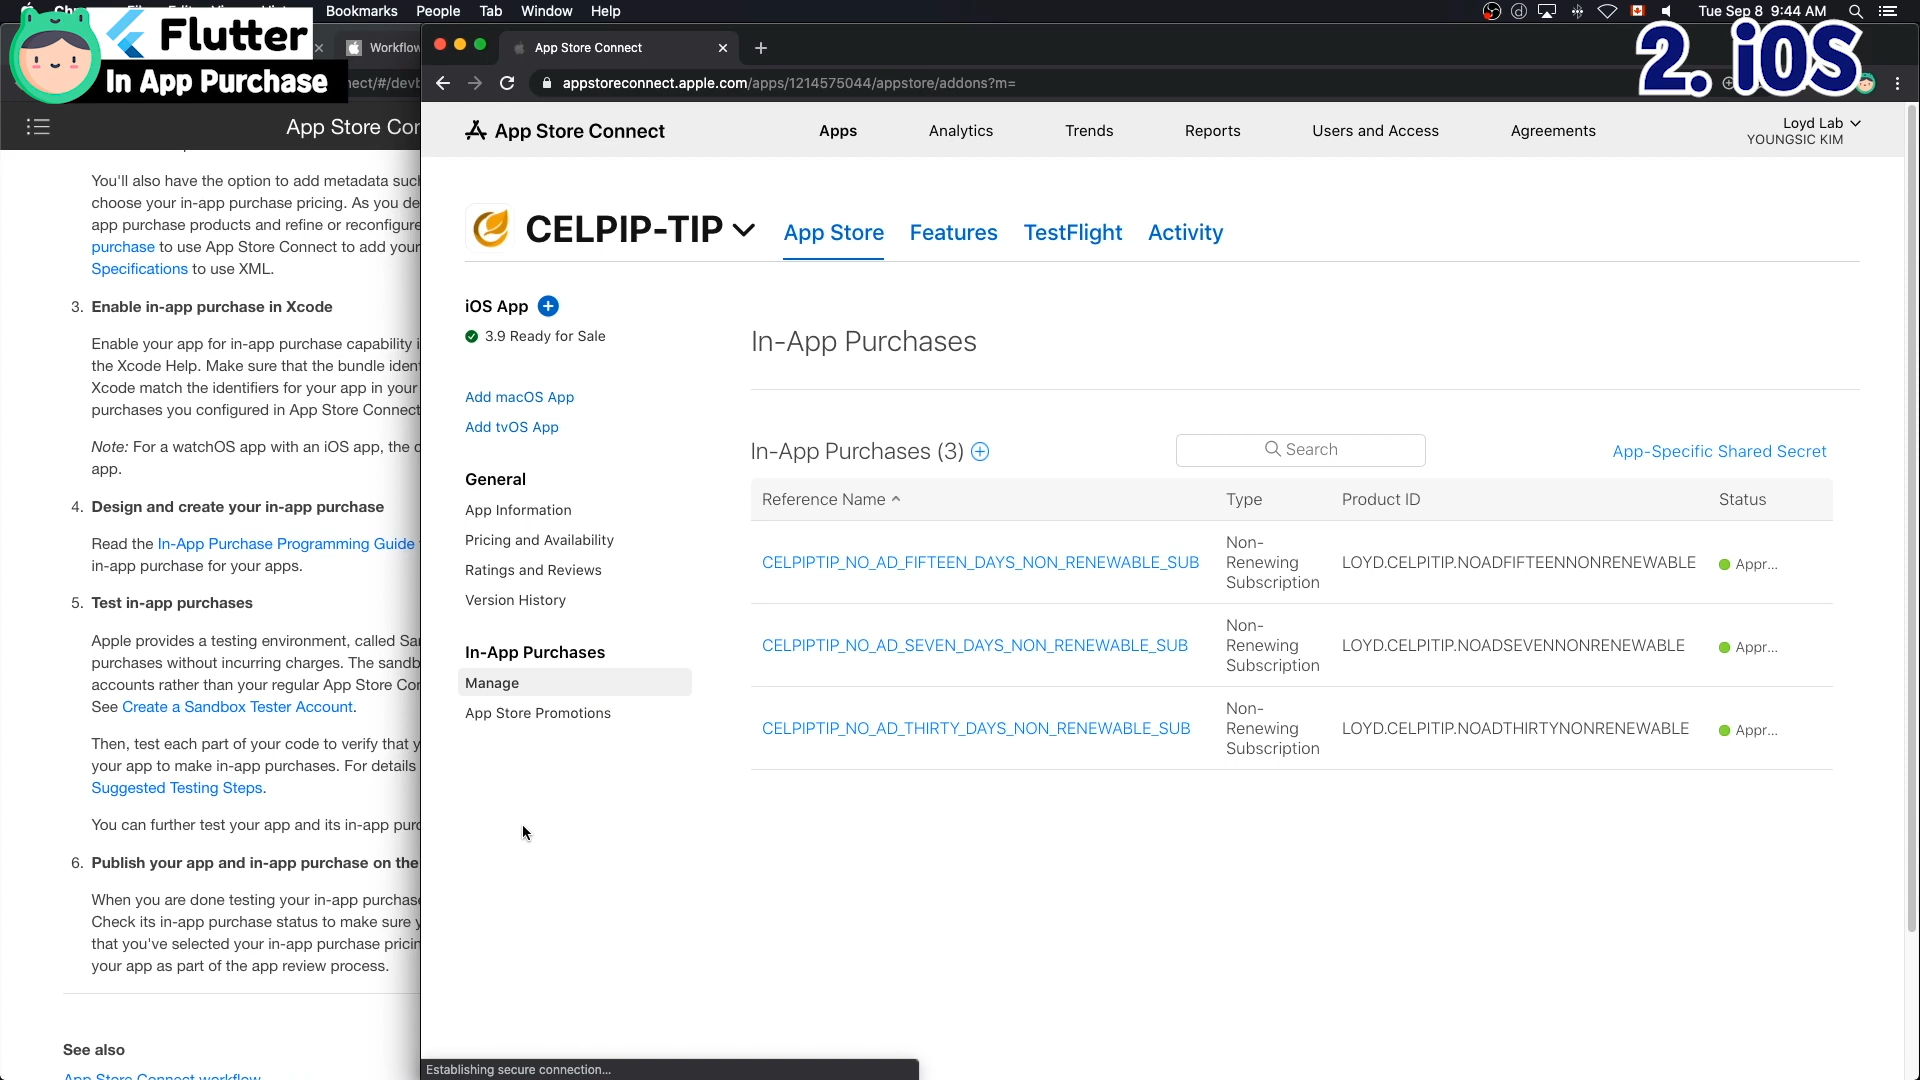 Bookmarks People Tab Window Help
Tue Sep 8 9:44 AM
Flutter
In App Purchase
2. iOS
Workflow
App Store Connect
nect/#/devb
appstoreconnect.apple.com/apps/1214575044/appstore/addons?m=
App Store Cor
You'll also have the option to add metadata such
choose your in-app purchase pricing. As you de
app purchase products and refine or reconfigure
purchase to use App Store Connect to add your
Specifications to use XML.
3. Enable in-app purchase in Xcode
Enable your app for in-app purchase capability i
the Xcode Help. Make sure that the bundle iden
Xcode match the identifiers for your app in your
purchases you configured in App Store Connect
Note: For a watchOS app with an iOS app, the c
app.
4. Design and create your in-app purchase
Read the In-App Purchase Programming Guide
in-app purchase for your apps.
5. Test in-app purchases
Apple provides a testing environment, called Sa
purchases without incurring charges. The sandb
accounts rather than your regular App Store Con
See Create a Sandbox Tester Account.
Then, test each part of your code to verify that y
your app to make in-app purchases. For details
Suggested Testing Steps.
You can further test your app and its in-app purc
6. Publish your app and in-app purchase on the
When you are done testing your in-app purchase
Check its in-app purchase status to make sure y
that you've selected your in-app purchase pricin
your app as part of the app review process.
See also
App Store Connect workflow
App Store Connect
Apps
Analytics
Trends
Reports
Users and Access
Agreements
Loyd Lab
YOUNGSIC KIM
CELPIP-TIP
App Store
Features
TestFlight
Activity
iOS App
3.9 Ready for Sale
Add macOS App
Add tvOS App
General
App Information
Pricing and Availability
Ratings and Reviews
Version History
In-App Purchases
Manage
App Store Promotions
In-App Purchases
In-App Purchases (3)
Search
App-Specific Shared Secret
Reference Name
Type
Product ID
Status
CELPIPTIP_NO_AD_FIFTEEN_DAYS_NON_RENEWABLE_SUB
Non-
Renewing
Subscription
LOYD.CELPITIP.NOADFIFTEENNONRENEWABLE
Appr...
CELPIPTIP_NO_AD_SEVEN_DAYS_NON_RENEWABLE_SUB
Non-
Renewing
Subscription
LOYD.CELPITIP.NOADSEVENNONRENEWABLE
Appr...
CELPIPTIP_NO_AD_THIRTY_DAYS_NON_RENEWABLE_SUB
Non-
Renewing
Subscription
LOYD.CELPITIP.NOADTHIRTYNONRENEWABLE
Appr...
Establishing secure connection...